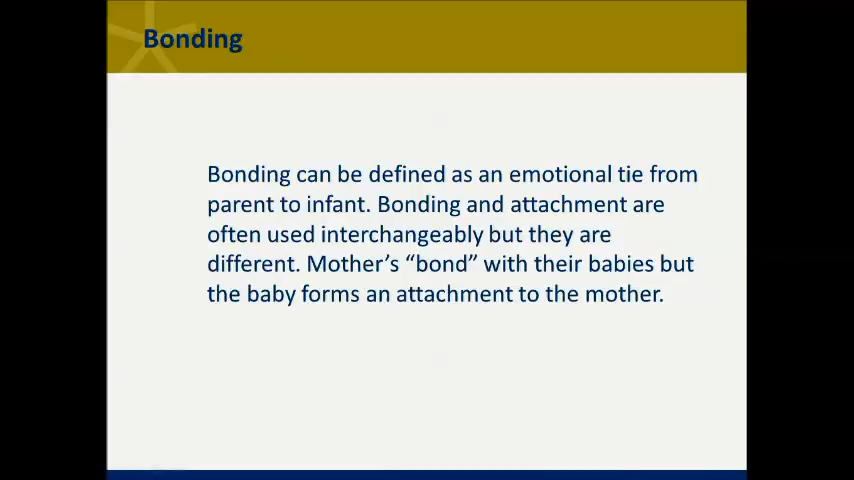 Bonding
Bonding can be defined as an emotional tie from
parent to infant. Bonding and attachment are
often used interchangeably but they are
different. Mother’s “bond” with their babies but
the baby forms an attachment to the mother.